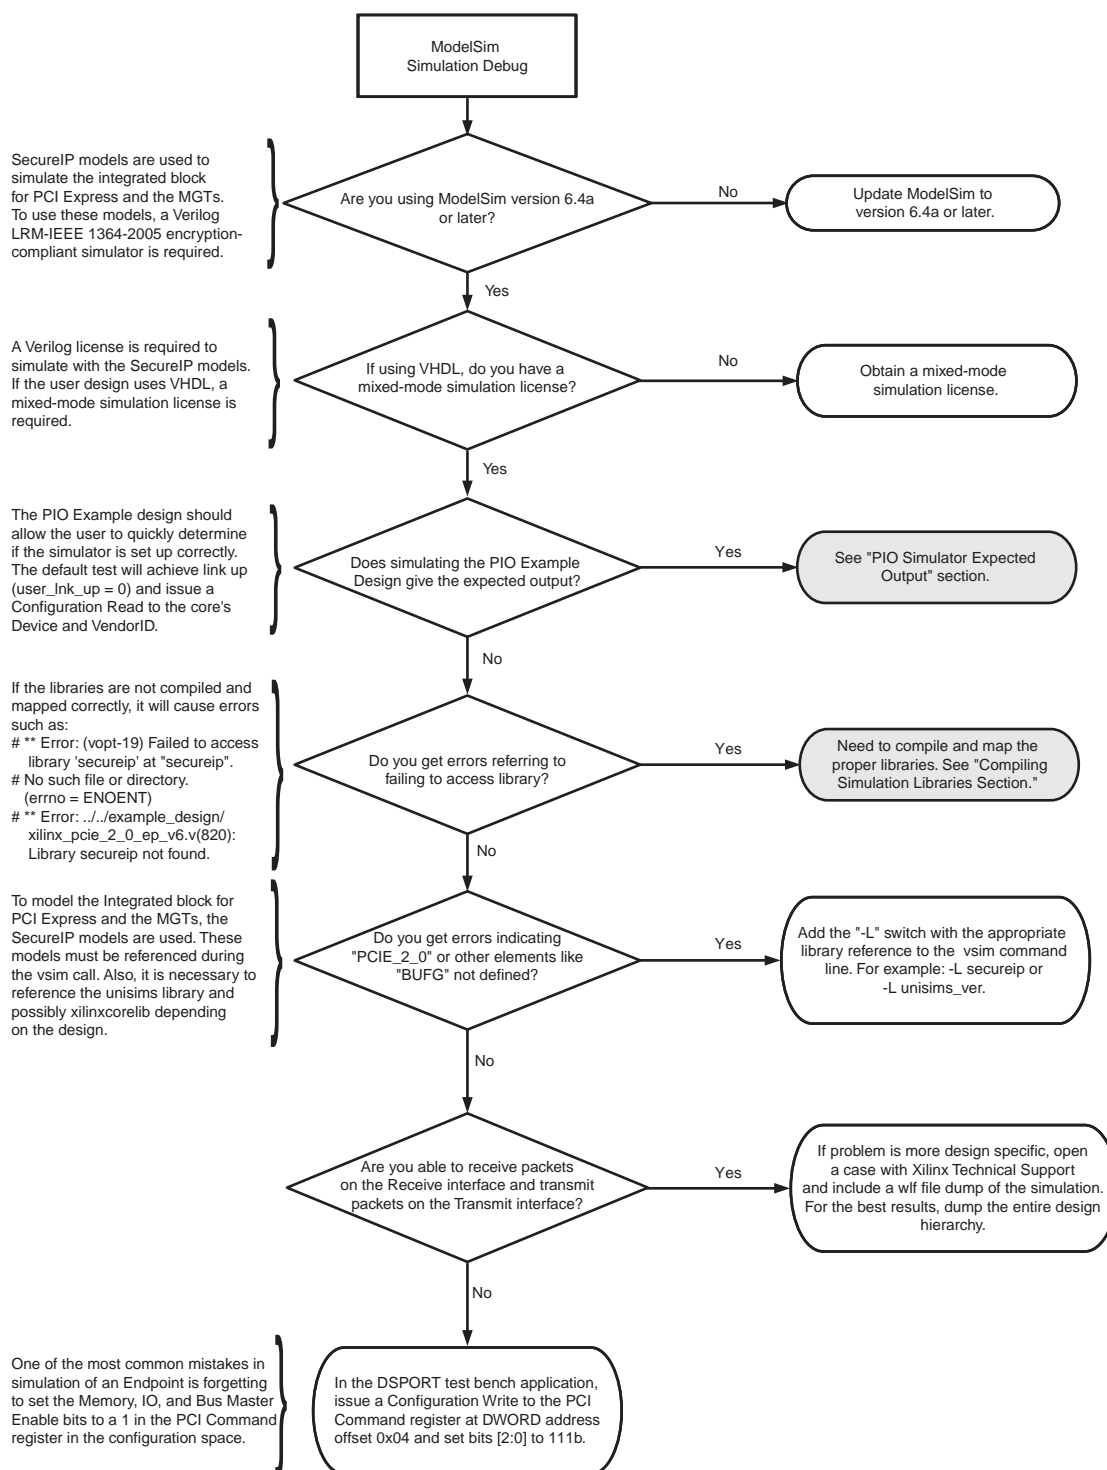 ModelSim
Simulation Debug
SecureIP models are used to
simulate the integrated block
for PCI Express and the MGTs.
To use these models, a Verilog
LRM-IEEE 1364-2005 encryption-
compliant simulator is required.
Are you using ModelSim version 6.4a
or later?
No
Update ModelSim to
version 6.4a or later.
Yes
A Verilog license is required to
simulate with the SecureIP models.
If the user design uses VHDL, a
mixed-mode simulation license is
required.
If using VHDL, do you have a
mixed-mode simulation license?
No
Obtain a mixed-mode
simulation license.
Yes
The PIO Example design should
allow the user to quickly determine
if the simulator is set up correctly.
The default test will achieve link up
(user_lnk_up = 0) and issue a
Configuration Read to the core's
Device and VendorID.
Does simulating the PIO Example
Design give the expected output?
Yes
See "PIO Simulator Expected
Output" section.
No
If the libraries are not compiled and
mapped correctly, it will cause errors
such as:
# ** Error: (vopt-19) Failed to access
library 'secureip' at "secureip".
# No such file or directory.
(errno = ENOENT)
# ** Error: ../../example_design/
xilinx_pcie_2_0_ep_v6.v(820):
Library secureip not found.
Do you get errors referring to
failing to access library?
Yes
Need to compile and map the
proper libraries. See "Compiling
Simulation Libraries Section."
No
To model the Integrated block for
PCI Express and the MGTs, the
SecureIP models are used. These
models must be referenced during
the vsim call. Also, it is necessary to
reference the unisims library and
possibly xilinxcorelib depending
on the design.
Do you get errors indicating
"PCIE_2_0" or other elements like
"BUFG" not defined?
Yes
Add the "-L" switch with the appropriate
library reference to the vsim command
line. For example: -L secureip or
-L unisims_ver.
No
Are you able to receive packets
on the Receive interface and transmit
packets on the Transmit interface?
Yes
If problem is more design specific, open
a case with Xilinx Technical Support
and include a wlf file dump of the simulation.
For the best results, dump the entire design
hierarchy.
No
One of the most common mistakes in
simulation of an Endpoint is forgetting
to set the Memory, IO, and Bus Master
Enable bits to a 1 in the PCI Command
register in the configuration space.
In the DSPORT test bench application,
issue a Configuration Write to the PCI
Command register at DWORD address
offset 0x04 and set bits [2:0] to 111b.